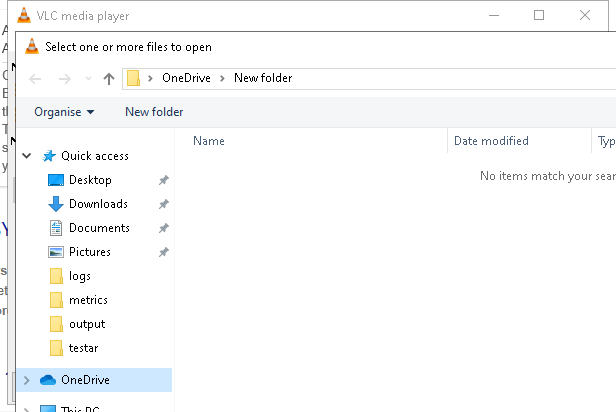 VLC media player
Select one or more files to open
OneDrive
New folder
Organise
New folder
Name
Date modified
Typ
No items match your sear
Quick access
Desktop
Downloads
Documents
Pictures
logs
metrics
output
testar
OneDrive
This PC